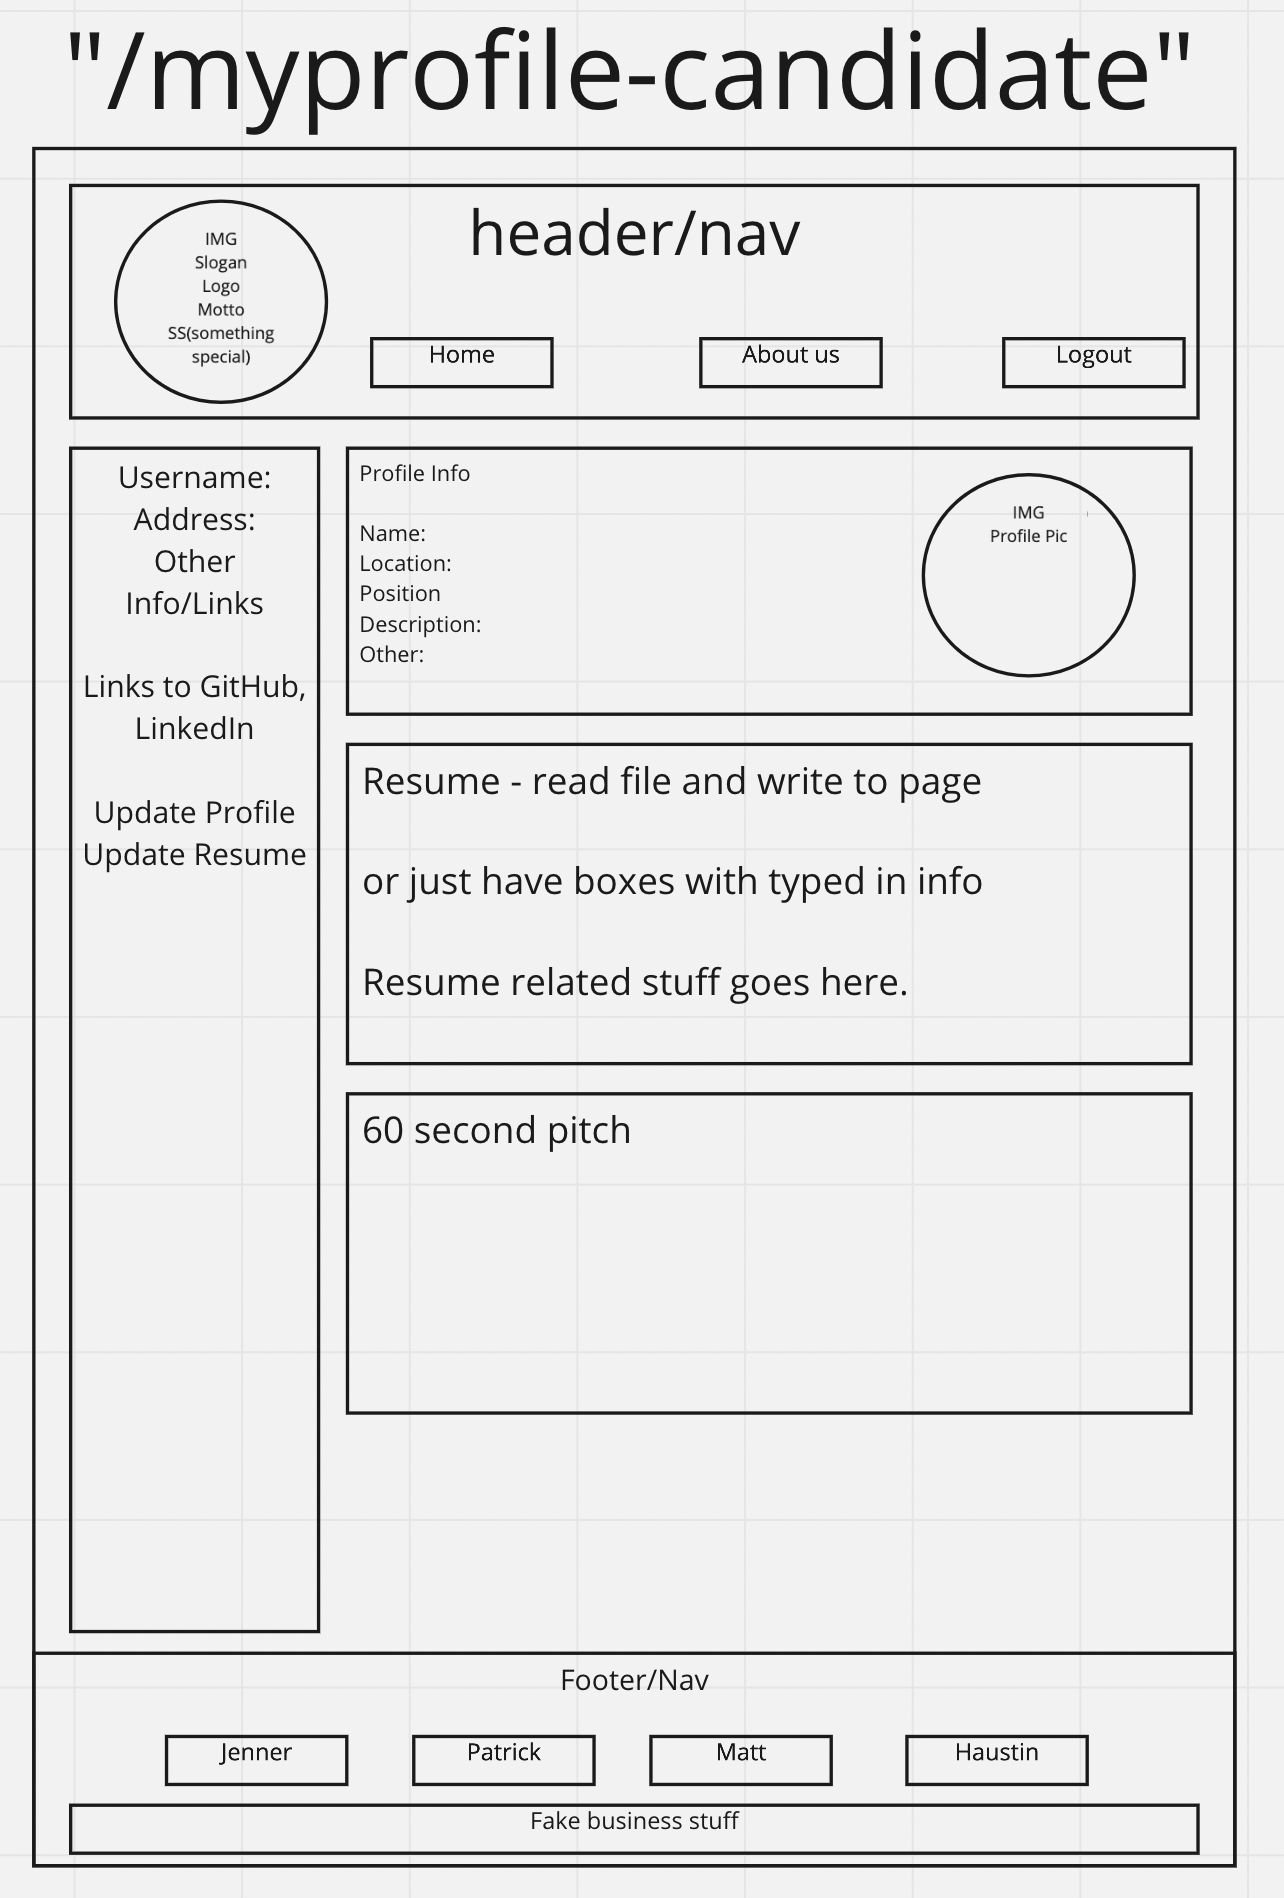 "/myprofile-candidate"
header/nav
IMG
Slogan
Logo
Motto
SS(something
special)
Home
About us
Logout
Username:
Address:
Other
Info/Links
Links to GitHub,
LinkedIn
Update Profile
Update Resume
Profile Info
Name:
Location:
Position
Description:
Other:
IMG
Profile Pic
Resume - read file and write to page
or just have boxes with typed in info
Resume related stuff goes here.
60 second pitch
Footer/Nav
Jenner
Patrick
Matt
Haustin
Fake business stuff